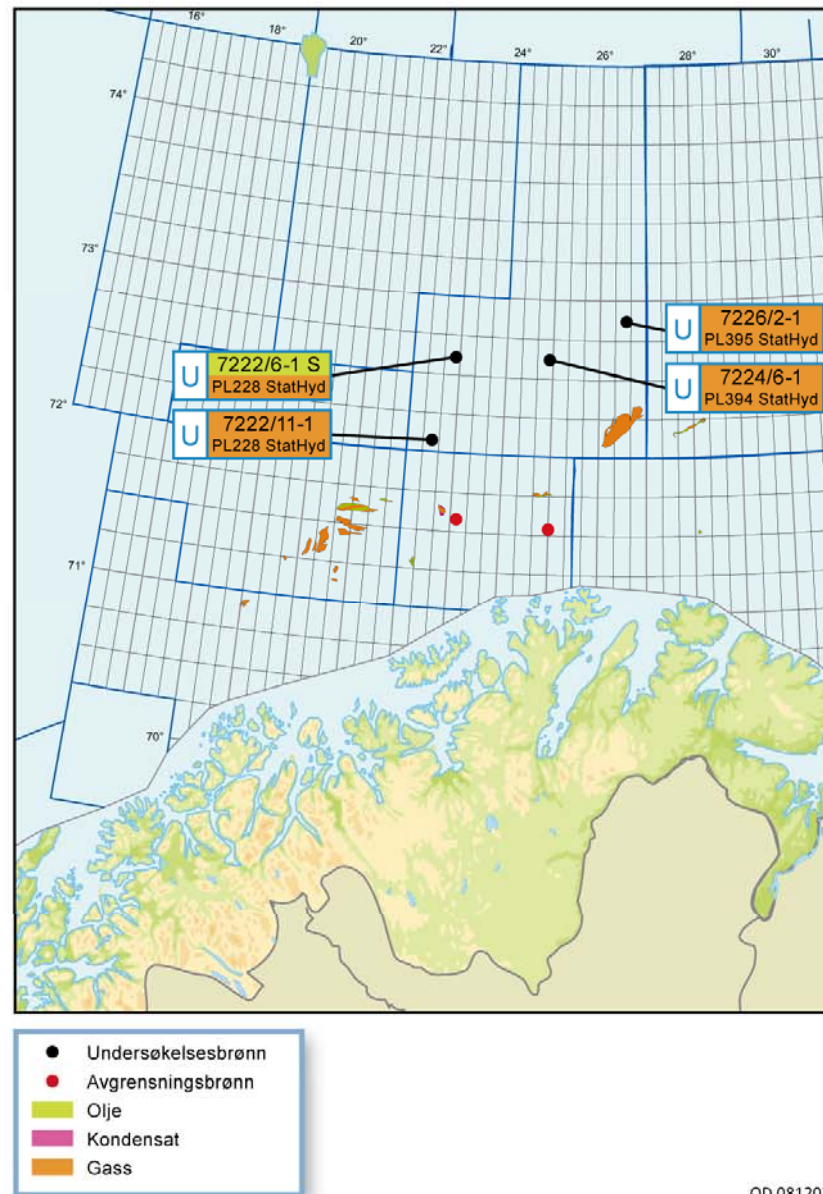 16°
18°
20°
22°
24°
26°
28°
30°
74°
73°
72°
71°
70°
U 7226/2-1
PL395 StatHyd
U 7222/6-1 S
PL228 StatHyd
U 7224/6-1
PL394 StatHyd
U 7222/11-1
PL228 StatHyd
Undersøkelsesbrønn
Avgrensningsbrønn
Olje
Kondensat
Gass